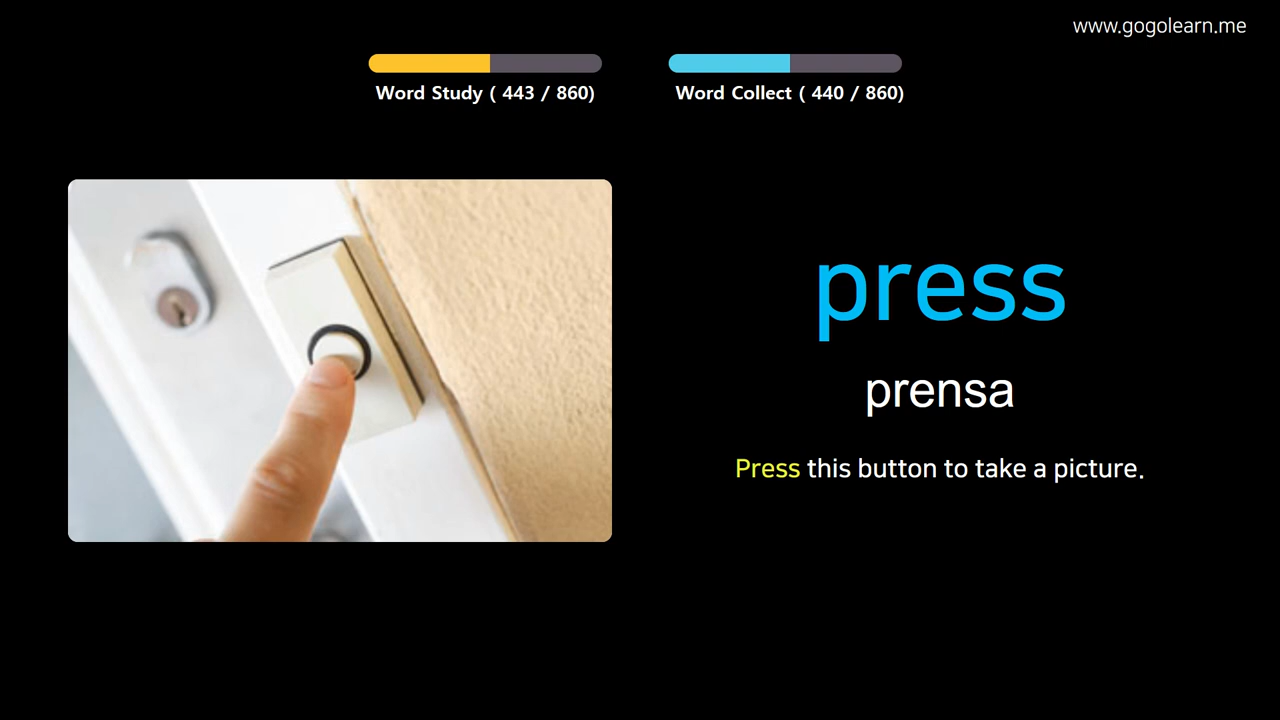 www.gogolearn.me
Word Study ( 443 / 860)
Word Collect ( 440 / 860)
press
prensa
Press this button to take a picture.